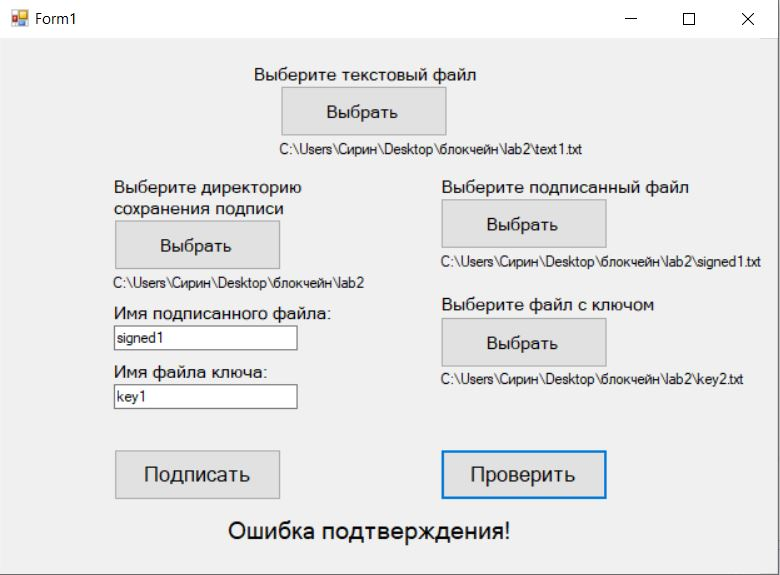 Form1
Выберите текстовый файл
Выбрать
C:\Users\Сирин\Desktop\блокчейн\lab2\text1.txt
Выберите директорию
сохранения подписи
Выбрать
C:\Users\Сирин\Desktop\блокчейн\lab2
Имя подписанного файла:
signed1
Имя файла ключа:
key1
Подписать
Выберите подписанный файл
Выбрать
C:\Users\Сирин\Desktop\блокчейн\lab2\signed1.txt
Выберите файл с ключом
Выбрать
C:\Users\Сирин\Desktop\блокчейн\lab2\key2.txt
Проверить
Ошибка подтверждения!